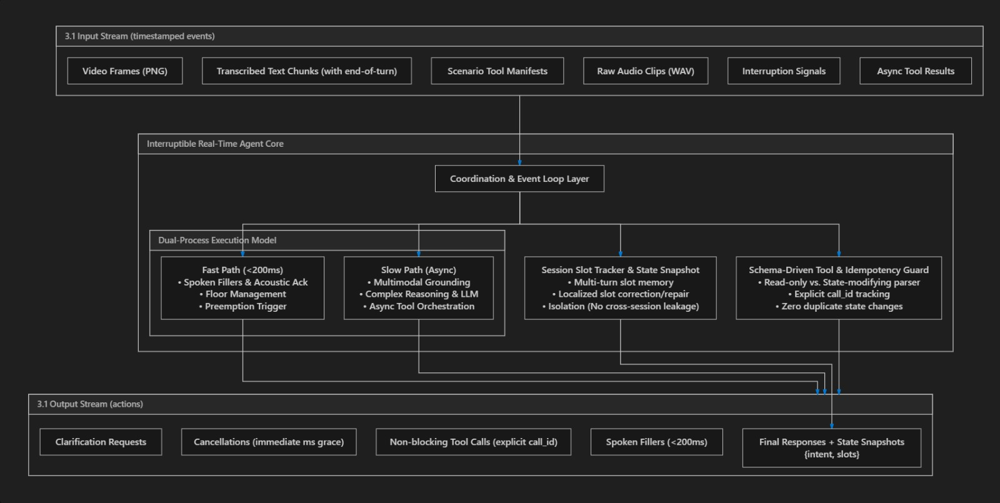 3.1 Input Stream (timestamped events)
Video Frames (PNG)
Transcribed Text Chunks (with end-of-turn)
Scenario Tool Manifests
Raw Audio Clips (WAV)
Interruption Signals
Async Tool Results
Interruptible Real-Time Agent Core
Coordination & Event Loop Layer
Dual-Process Execution Model
Fast Path (<200ms)
• Spoken Fillers & Acoustic Ack
• Floor Management
• Preemption Trigger
Slow Path (Async)
• Multimodal Grounding
• Complex Reasoning & LLM
• Async Tool Orchestration
Session Slot Tracker & State Snapshot
• Multi-turn slot memory
• Localized slot correction/repair
• Isolation (No cross-session leakage)
Schema-Driven Tool & Idempotency Guard
• Read-only vs. State-modifying parser
• Explicit call_id tracking
• Zero duplicate state changes
3.1 Output Stream (actions)
Clarification Requests
Cancellations (immediate ms grace)
Non-blocking Tool Calls (explicit call_id)
Spoken Fillers (<200ms)
Final Responses + State Snapshots
{intent, slots}